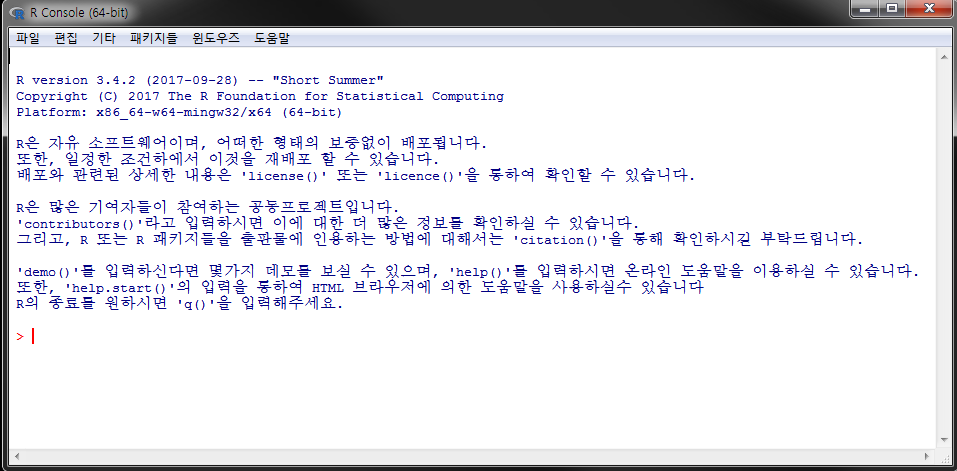 R Console (64-bit)
파일 편집 기타 패키지들 윈도우즈 도움말
R version 3.4.2 (2017-09-28) -- "Short Summer"
Copyright (C) 2017 The R Foundation for Statistical Computing
Platform: x86_64-w64-mingw32/x64 (64-bit)
R은 자유 소프트웨어이며, 어떠한 형태의 보증없이 배포됩니다.
또한, 일정한 조건하에서 이것을 재배포 할 수 있습니다.
배포와 관련된 상세한 내용은 'license()' 또는 'licence()'을 통하여 확인할 수 있습니다.
R은 많은 기여자들이 참여하는 공동프로젝트입니다.
'contributors()'라고 입력하시면 이에 대한 더 많은 정보를 확인하실 수 있습니다.
그리고, R 또는 R 패키지들을 출판물에 인용하는 방법에 대해서는 'citation()'을 통해 확인하시길 부탁드립니다.
'demo()'를 입력하신다면 몇가지 데모를 보실 수 있으며, 'help()'를 입력하시면 온라인 도움말을 이용하실 수 있습니다.
또한, 'help.start()'의 입력을 통하여 HTML 브라우저에 의한 도움말을 사용하실수 있습니다
R의 종료를 원하시면 'q()'을 입력해주세요.
>